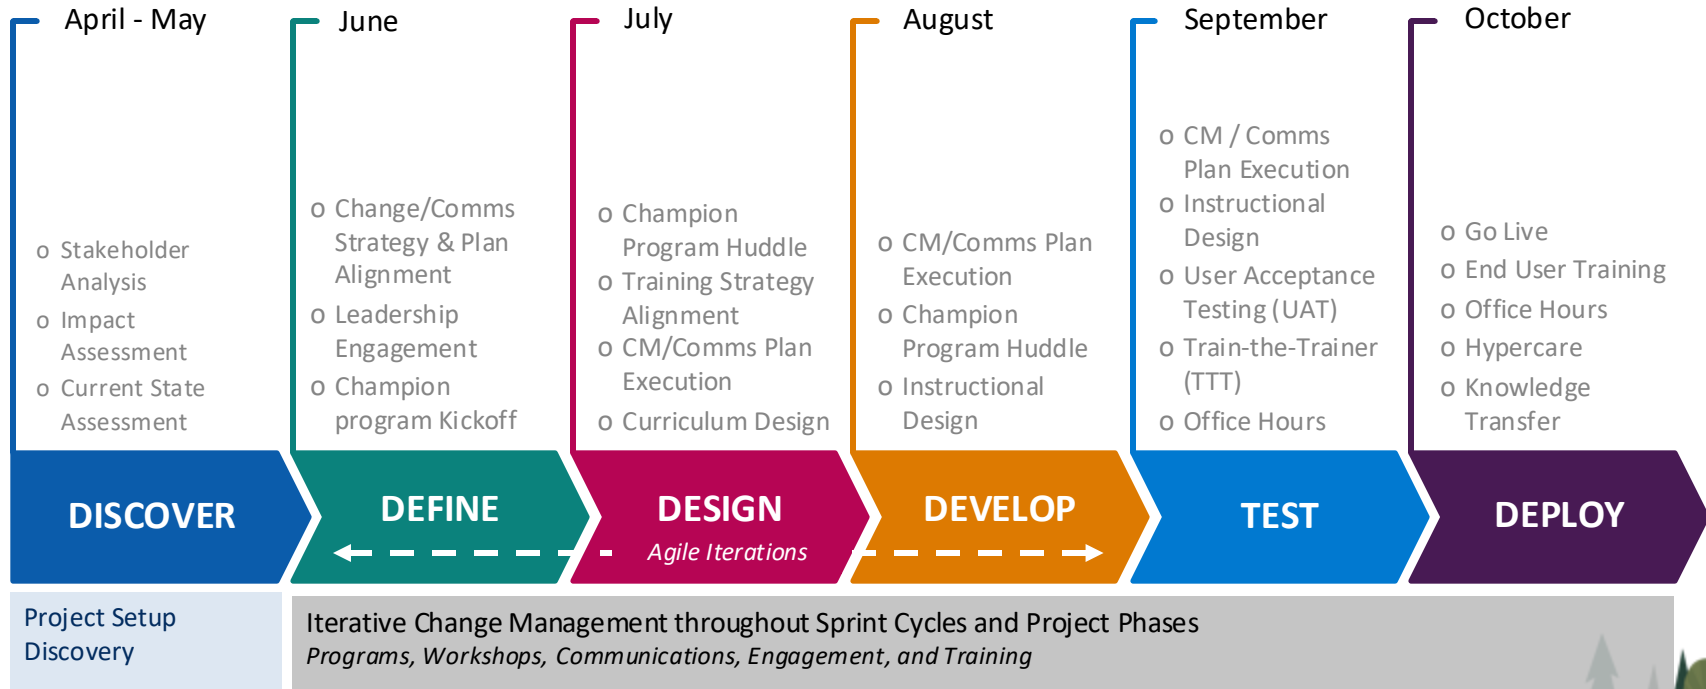 April - May
o Stakeholder
Analysis
o Impact
Assessment
o Current State
Assessment
DISCOVER
June
o Change/Comms
Strategy & Plan
Alignment
o Leadership
Engagement
o Champion
program Kickoff
DEFINE
July
o Champion
Program Huddle
o Training Strategy
Alignment
o CM/Comms Plan
Execution
o Curriculum Design
DESIGN
Agile Iterations
August
o CM/Comms Plan
Execution
o Champion
Program Huddle
o Instructional
Design
DEVELOP
September
o CM / Comms
Plan Execution
o Instructional
Design
o User Acceptance
Testing (UAT)
o Train-the-Trainer
(TTT)
o Office Hours
TEST
October
o Go Live
o End User Training
o Office Hours
o Hypercare
o Knowledge
Transfer
DEPLOY
Project Setup
Discovery
Iterative Change Management throughout Sprint Cycles and Project Phases
Programs, Workshops, Communications, Engagement, and Training